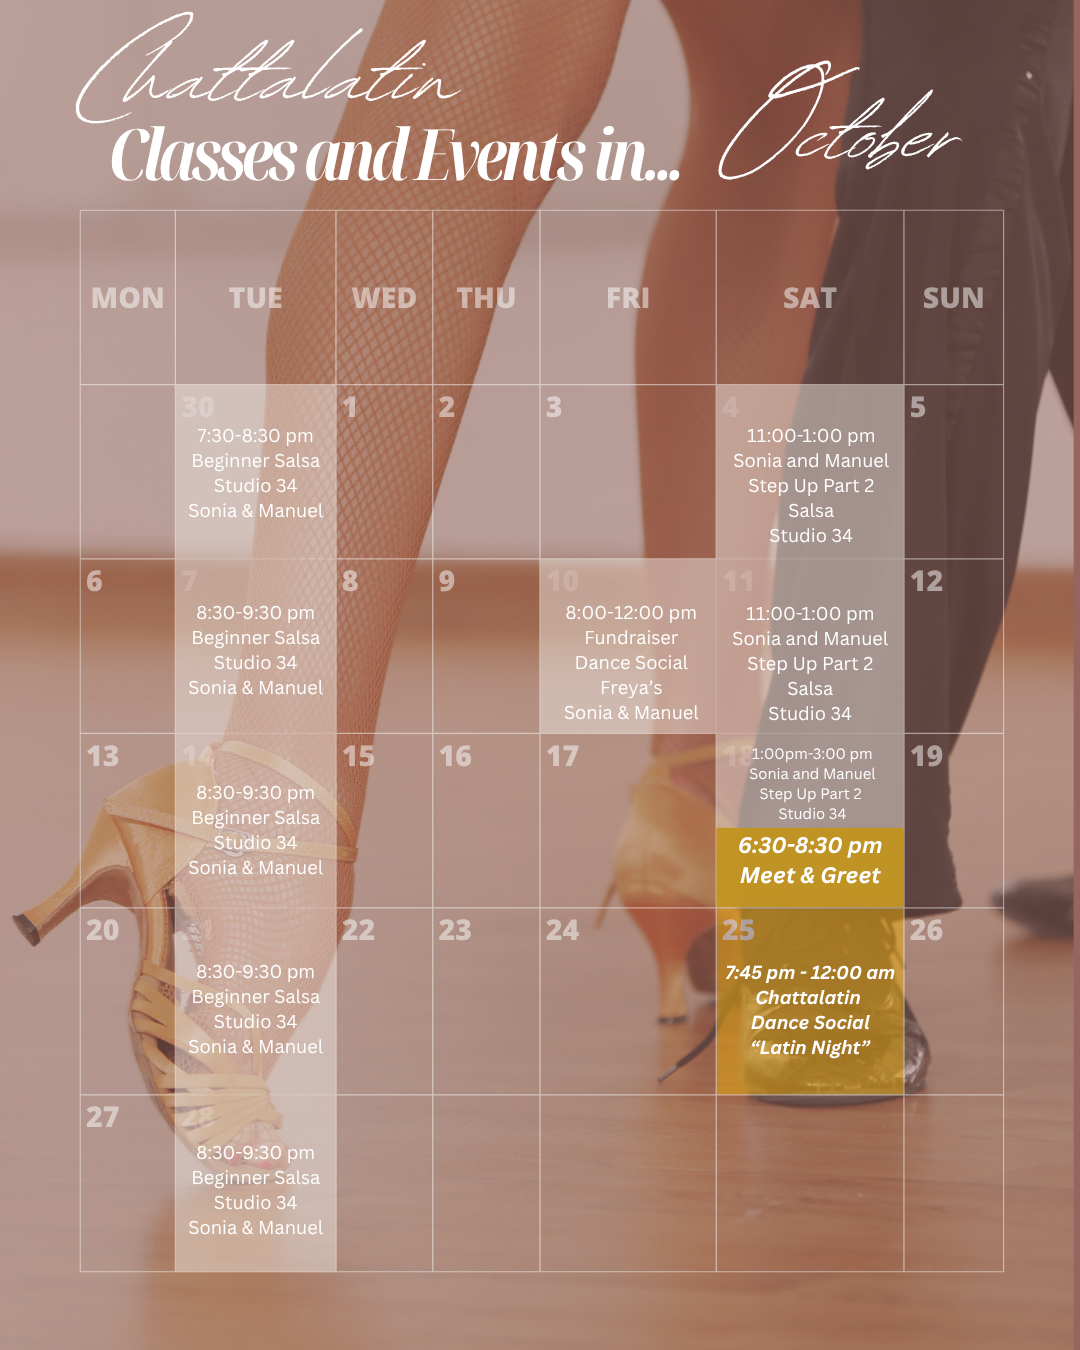 Chattalatin
Classes and Events in...
October
MON TUE WED THU FRI SAT SUN
30
7:30-8:30 pm
Beginner Salsa
Studio 34
Sonia & Manuel
1
2
3
4
11:00-1:00 pm
Sonia and Manuel
Step Up Part 2
Salsa
Studio 34
5
6
7
8:30-9:30 pm
Beginner Salsa
Studio 34
Sonia & Manuel
8
9
10
8:00-12:00 pm
Fundraiser
Dance Social
Freya's
Sonia & Manuel
11
11:00-1:00 pm
Sonia and Manuel
Step Up Part 2
Salsa
Studio 34
12
13
14
8:30-9:30 pm
Beginner Salsa
Studio 34
Sonia & Manuel
15
16
17
18
1:00pm-3:00 pm
Sonia and Manuel
Step Up Part 2
Studio 34
6:30-8:30 pm
Meet & Greet
19
20
21
8:30-9:30 pm
Beginner Salsa
Studio 34
Sonia & Manuel
22
23
24
25
7:45 pm - 12:00 am
Chattalatin
Dance Social
“Latin Night”
26
27
28
8:30-9:30 pm
Beginner Salsa
Studio 34
Sonia & Manuel